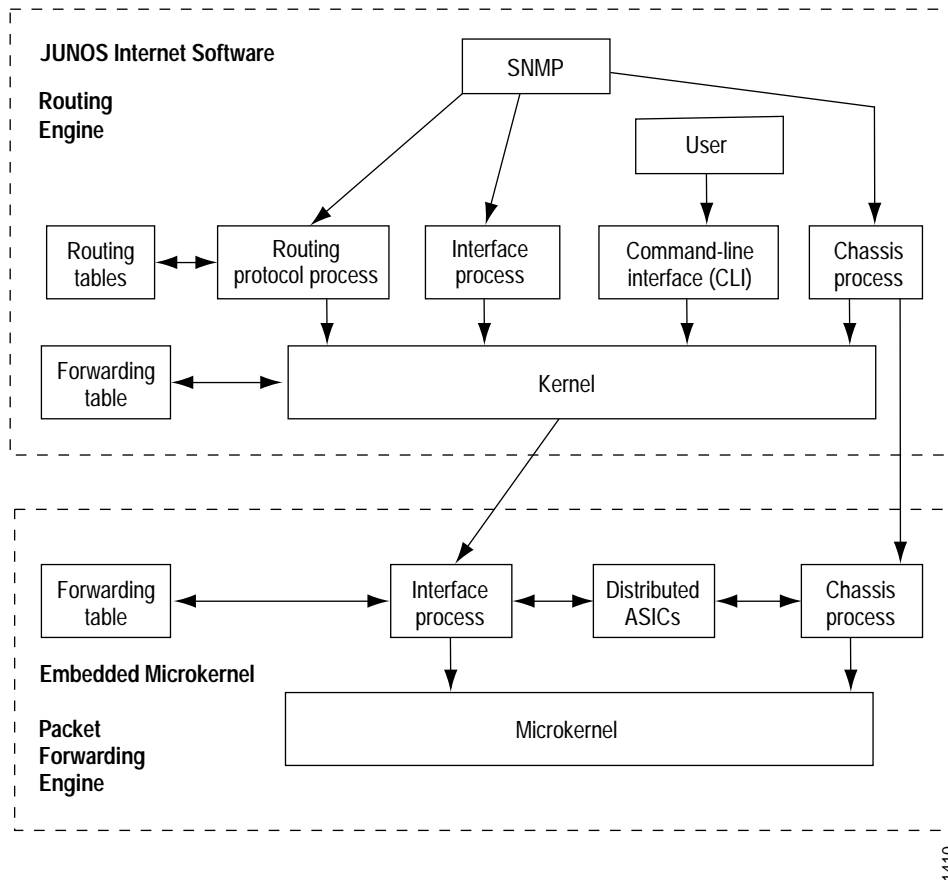 JUNOS Internet Software
Routing
Engine
SNMP
User
Routing
tables
Routing
protocol process
Interface
process
Command-line
interface (CLI)
Chassis
process
Forwarding
table
Kernel
Forwarding
table
Interface
process
Distributed
ASICs
Chassis
process
Embedded Microkernel
Packet
Forwarding
Engine
Microkernel
1410